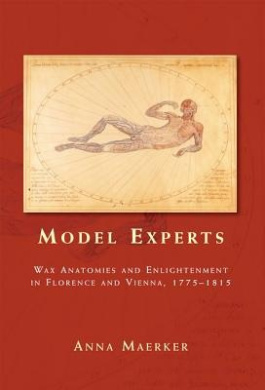 MODEL EXPERTS
WAX ANATOMIES AND ENLIGHTENMENT
IN FLORENCE AND VIENNA, 1775–1815
ANNA MAERKER